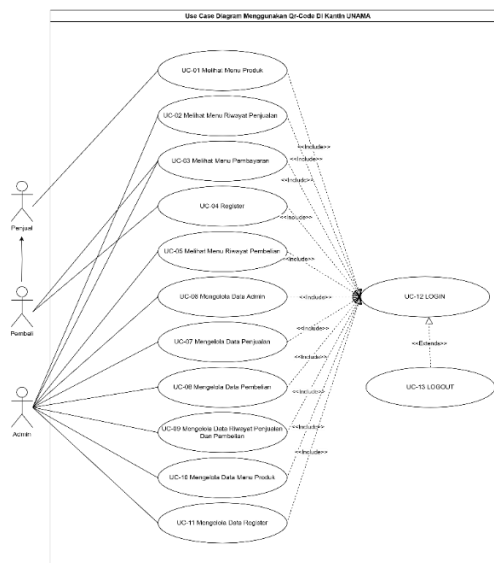 Use Case Diagram Menggunakan Qr-Code Di Kantin UNAMA
UC-01 Melihat Menu Produk
UC-02 Melihat Menu Riwayat Penjualan
<<Include>>
UC-03 Melihat Menu Pembayaran
<<Include>>
<<Include>>
Penjual
UC-04 Register
<<Include>>
UC-05 Melihat Menu Riwayat Pembelian
<<Include>>
Pembeli
UC-06 Mengelola Data Admin
<<Include>>
UC-12 LOGIN
UC-07 Mengelola Data Penjualan
<<Include>>
<<Extends>>
<<Include>>
UC-08 Mengelola Data Pembelian
UC-13 LOGOUT
<<Include>>
Admin
UC-09 Mengelola Data Riwayat Penjualan
Dan Pembelian
<<Include>>
<<Include>>
UC-10 Mengelola Data Menu Produk
UC-11 Mengelola Data Register